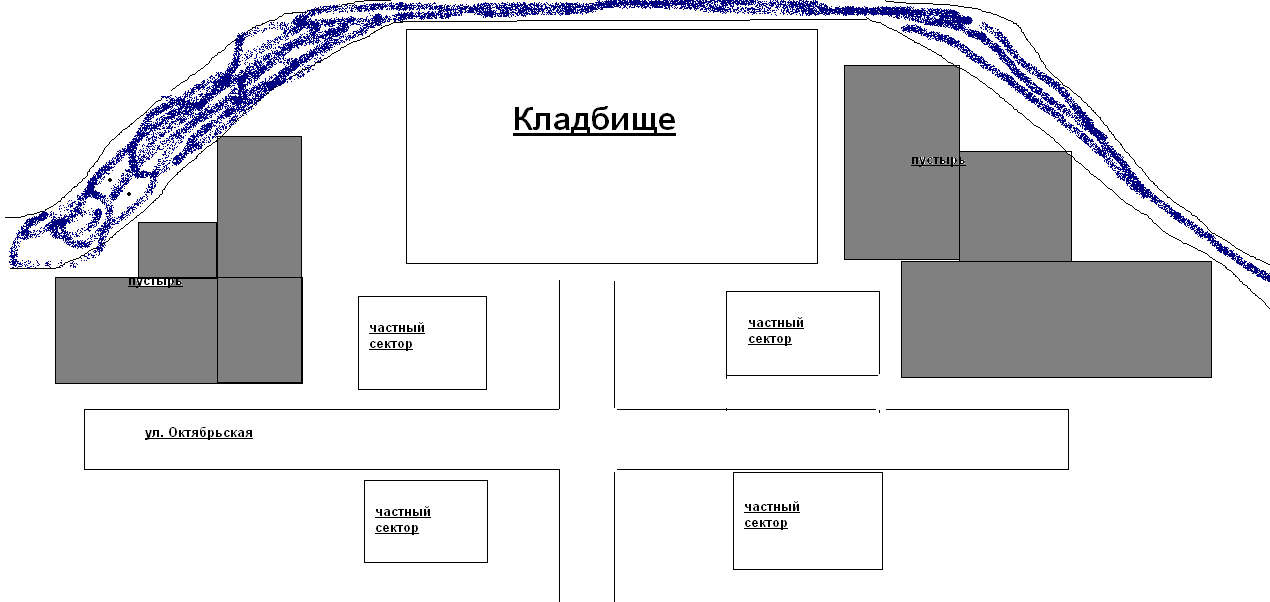 Кладбище
пустырь
пустырь
частный
сектор
частный
сектор
ул. Октябрьская
частный
сектор
частный
сектор